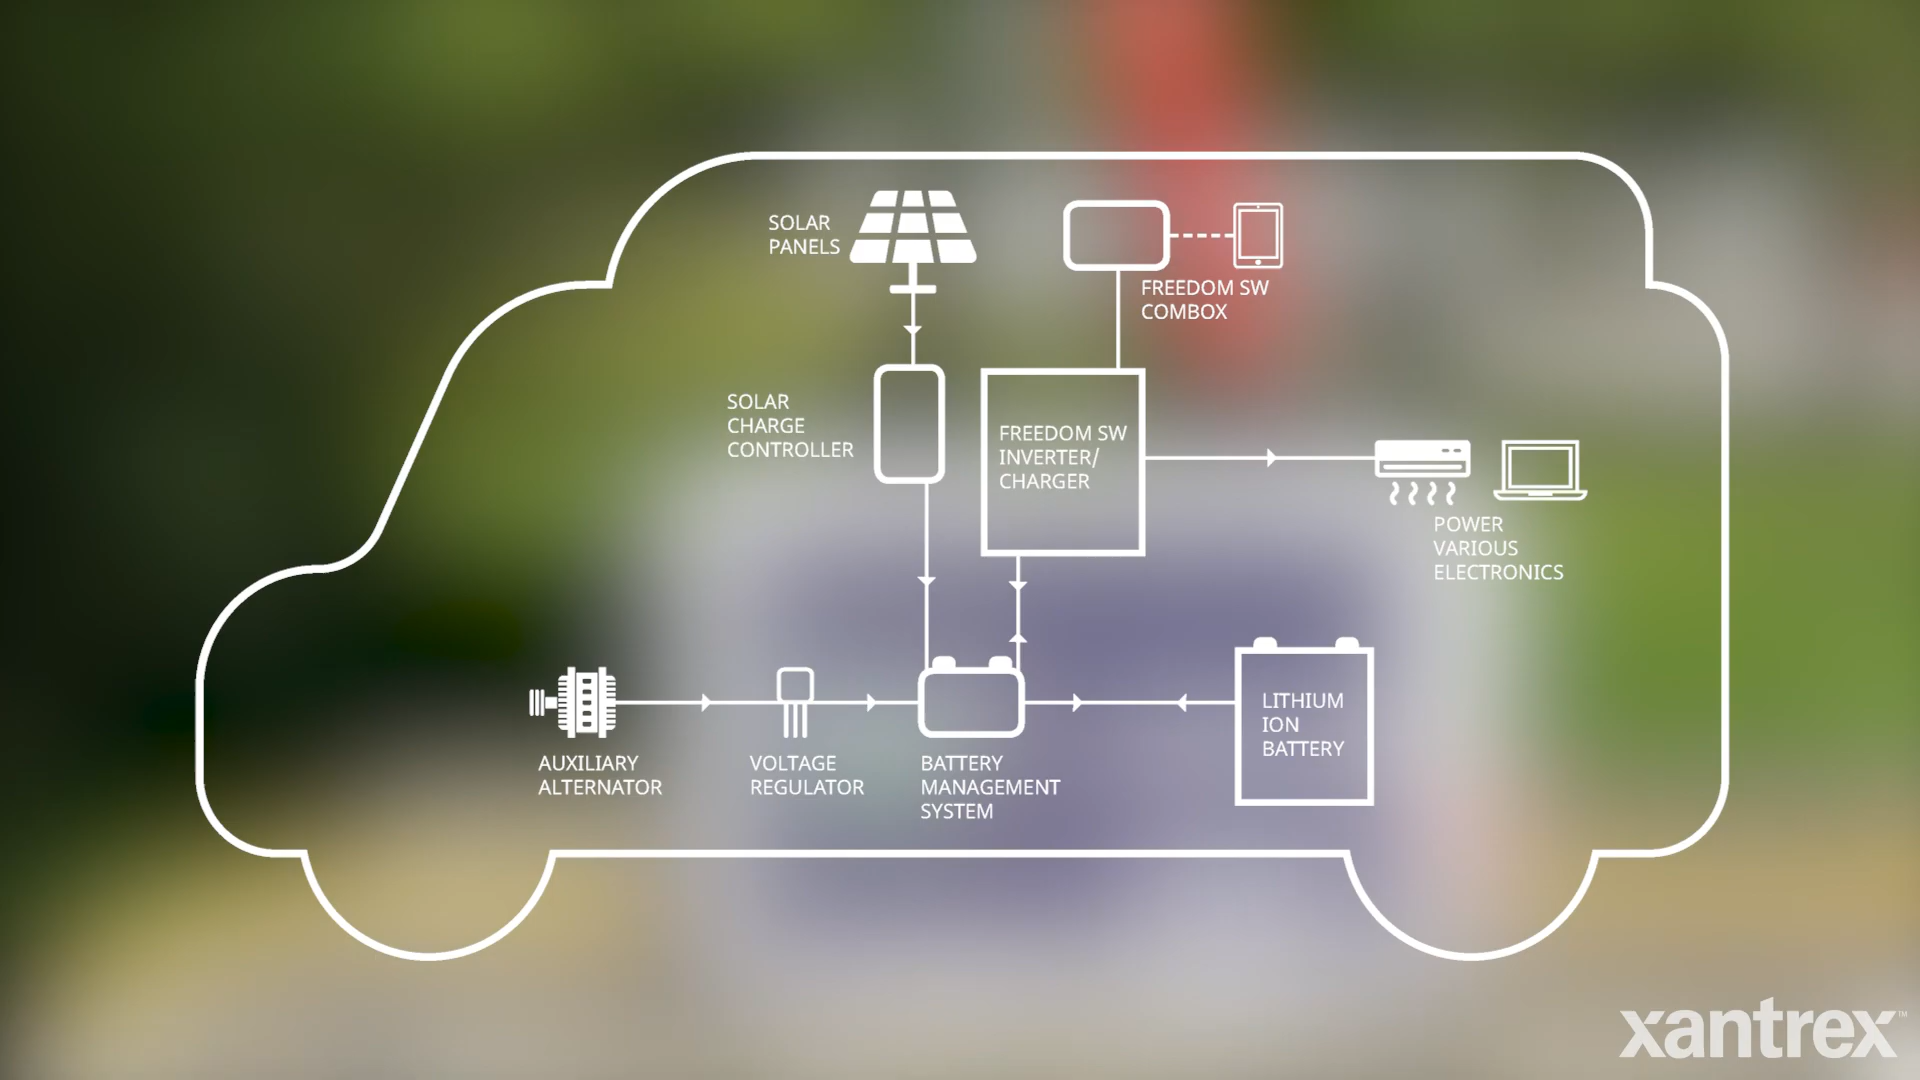 SOLAR
PANELS
FREEDOM SW
COMBOX
SOLAR
CHARGE
CONTROLLER
FREEDOM SW
INVERTER/
CHARGER
POWER
VARIOUS
ELECTRONICS
LITHIUM
ION
BATTERY
AUXILIARY
ALTERNATOR
VOLTAGE
REGULATOR
BATTERY
MANAGEMENT
SYSTEM
xantrex™